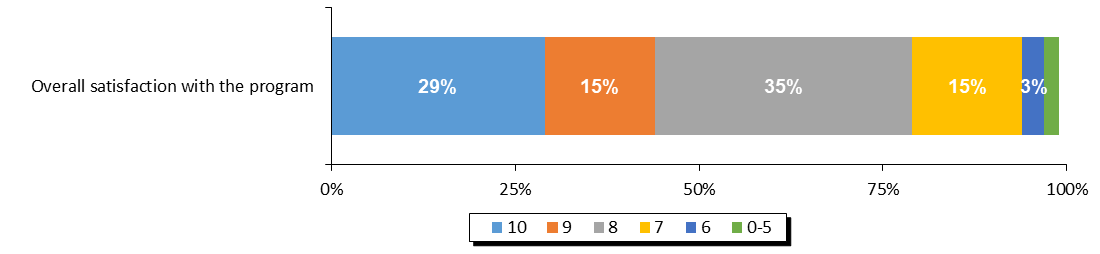 Overall satisfaction with the program
29% 15% 35% 15% 3%
0% 25% 50% 75% 100%
10 9 8 7 6 0-5